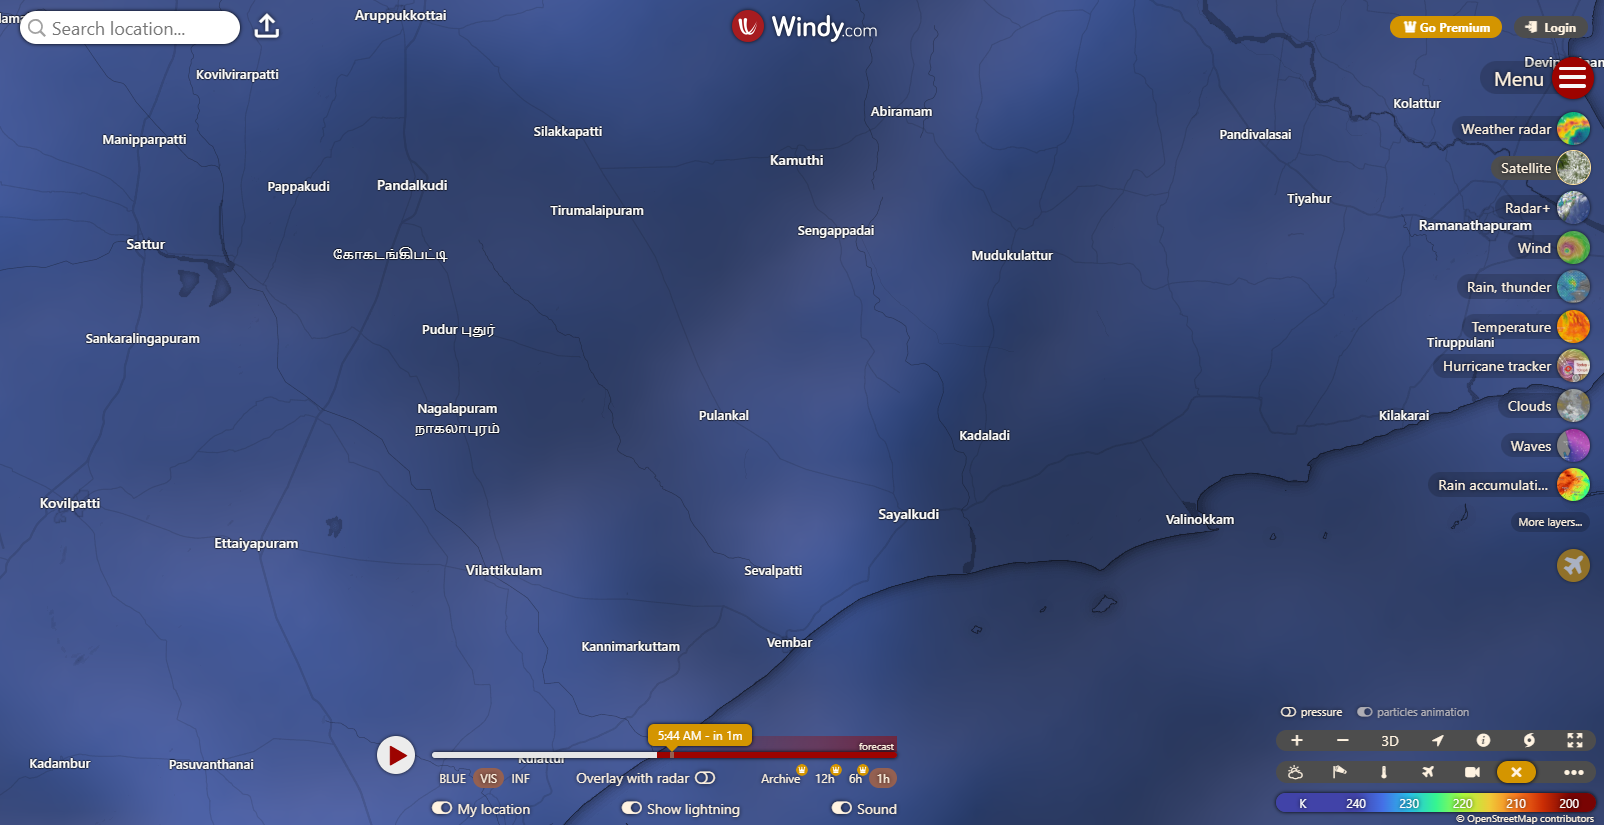 Search location...
Windy.com
Go Premium
Login
Menu
Weather radar
Satellite
Radar+
Wind
Rain, thunder
Temperature
Hurricane tracker
Clouds
Waves
Rain accumulati...
More layers...
Aruppukkottai
Kovilvirarpatti
Abiramam
Kolattur
Silakkapatti
Pandivalasai
Manipparpatti
Kamuthi
Pappakudi
Pandalkudi
Tiyahur
Tirumalaipuram
Ramanathapuram
Sengappadai
Sattur
கோகடங்கிபட்டி
Mudukulattur
Pudur புதுர்
Sankaralingapuram
Tiruppulani
Nagalapuram
நாகலாபுரம்
Pulankal
Kilakarai
Kadaladi
Kovilpatti
Sayalkudi
Valinokkam
Ettaiyapuram
Vilattikulam
Sevalpatti
Kannimarkuttam
Vembar
Kadambur
Pasuvanthanai
Kulattur
5:44 AM - in 1m
forecast
BLUE VIS INF
Overlay with radar
Archive 12h 6h 1h
My location
Show lightning
Sound
pressure
particles animation
3D
K 240 230 220 210 200
© OpenStreetMap contributors